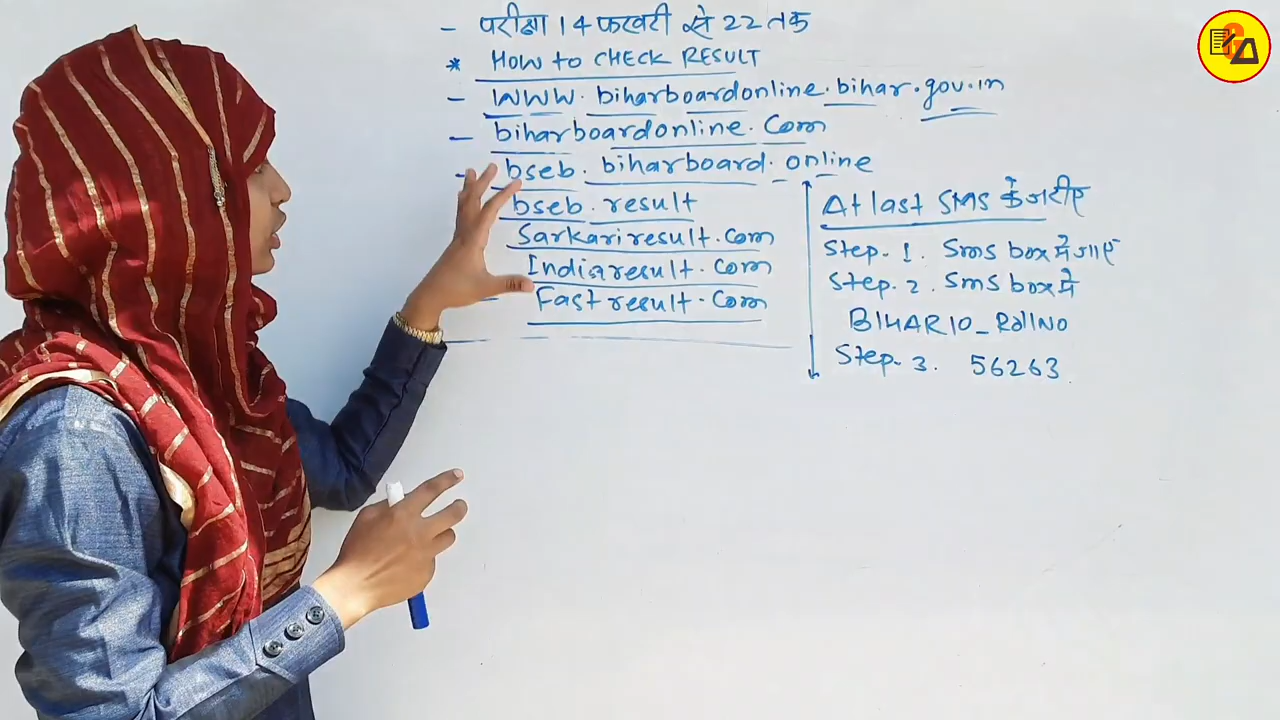 - परीक्षा 14 फरवरी से 22 तक
* HOW to CHECK RESULT
- WWW.biharboardonline.bihar.gov.in
- biharboardonline.com
- bseb.biharboard.online
bseb.result
Sarkariresult.com
Indiaresult.com
- Fastresult.com
At last SMS के जरीए
Step. 1. Sms box में जाएं
Step. 2. Sms box में
BIHAR10_RollNo
Step. 3. 56263